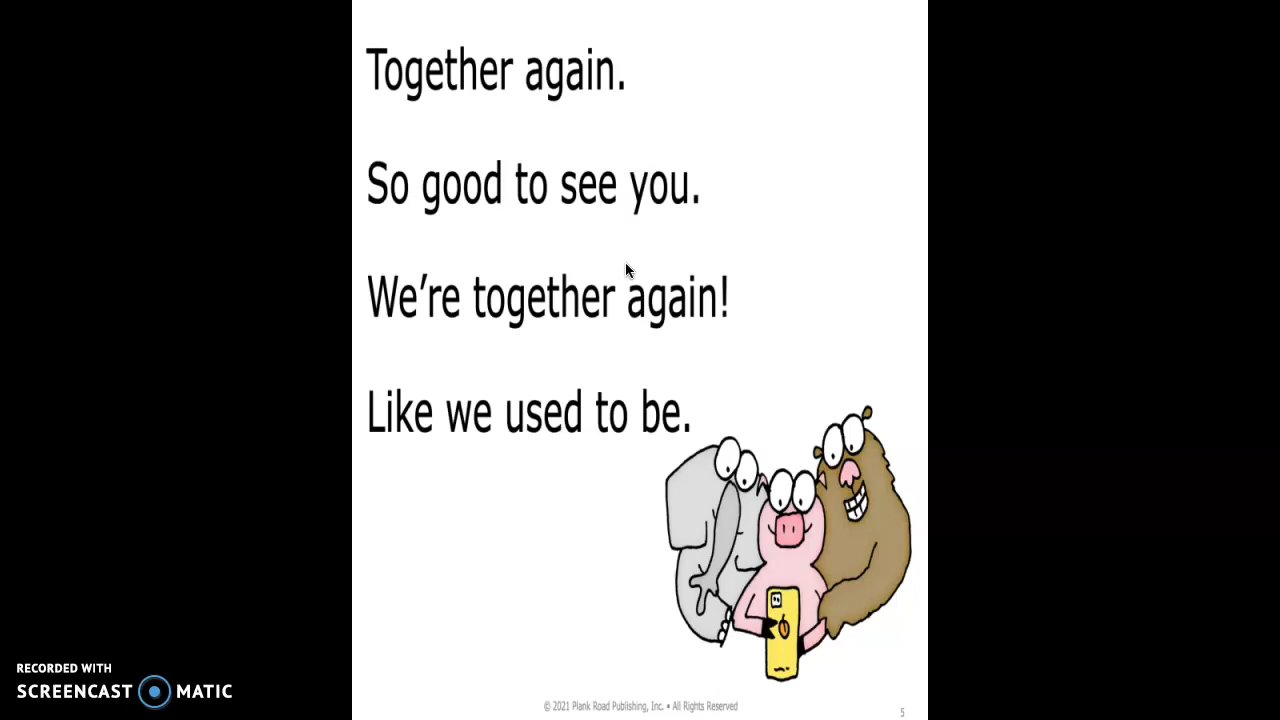 Together again.
So good to see you.
We’re together again!
Like we used to be.
RECORDED WITH
SCREENCAST MATIC
© 2021 Plank Road Publishing, Inc. • All Rights Reserved
5